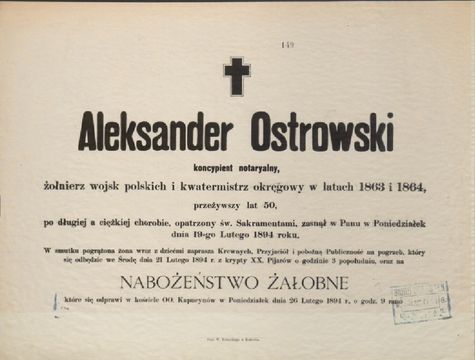 149
Aleksander Ostrowski
koncypient notaryalny,
żołnierz wojsk polskich i kwatermistrz okręgowy w latach 1863 i 1864,
przeżywszy lat 50,
po długiej a ciężkiej chorobie, opatrzony św. Sakramentami, zasnął w Panu w Poniedziałek
dnia 19-go Lutego 1894 roku.
W smutku pogrążona żona wraz z dziećmi zaprasza Krewnych, Przyjaciół i pobożną Publiczność na pogrzeb, który
się odbędzie we Środę dnia 21 Lutego 1894 r. z krypty XX. Pijarów o godzinie 3 popołudniu, oraz na
NABOŻEŃSTWO ŻAŁOBNE
które się odprawi w kościele OO. Kapucynów w Poniedziałek dnia 26 Lutego 1894 r., o godz. 9 rano